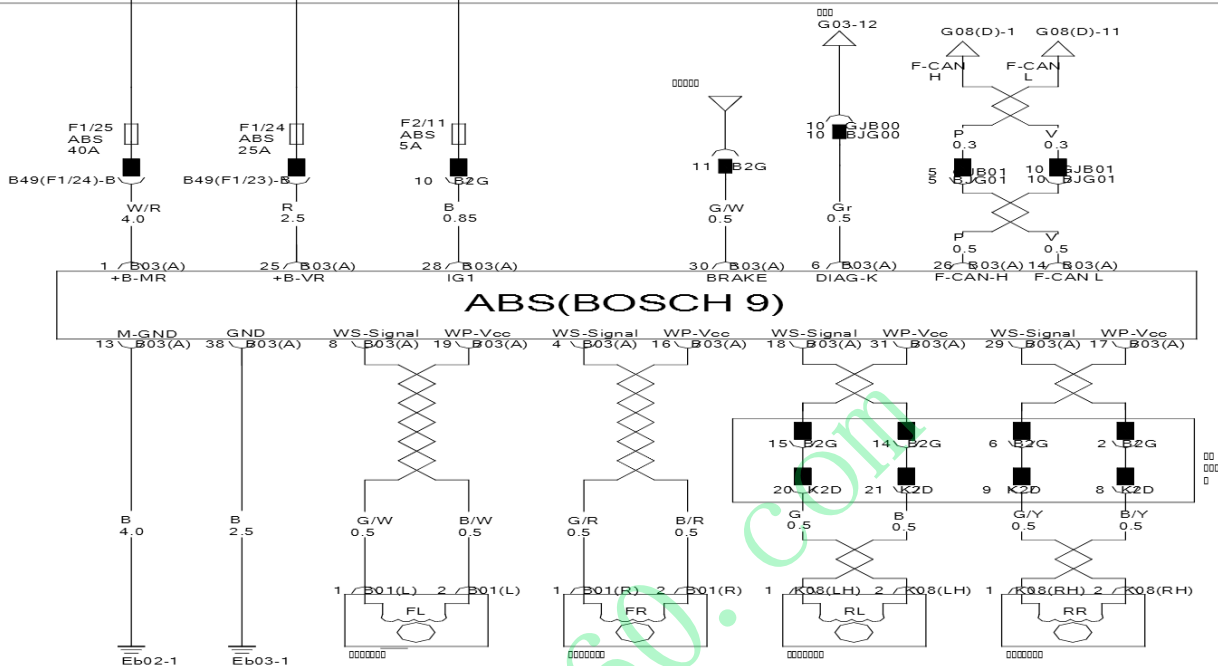 G03-12
G08(D)-1
G08(D)-11
F-CAN
H
F-CAN
L
F1/25
ABS
40A
F1/24
ABS
25A
F2/11
ABS
5A
10 GJB00
10 BJG00
P
0.3
V
0.3
B49(F1/24)-B
B49(F1/23)-B
10 B2G
11 B2G
5 GJB01
5 BJG01
10 GJB01
10 BJG01
W/R
4.0
R
2.5
B
0.85
G/W
0.5
Gr
0.5
P
0.5
V
0.5
1 B03(A)
25 B03(A)
28 B03(A)
30 B03(A)
6 B03(A)
26 B03(A)
14 B03(A)
+B-MR
+B-VR
IG1
BRAKE
DIAG-K
F-CAN-H
F-CAN L
ABS(BOSCH 9)
M-GND
GND
WS-Signal
WP-Vcc
WS-Signal
WP-Vcc
WS-Signal
WP-Vcc
WS-Signal
WP-Vcc
13 B03(A)
38 B03(A)
8 B03(A)
19 B03(A)
4 B03(A)
16 B03(A)
18 B03(A)
31 B03(A)
29 B03(A)
17 B03(A)
15 B2G
14 B2G
6 B2G
2 B2G
20 K2D
21 K2D
9 K2D
8 K2D
B
4.0
B
2.5
G/W
0.5
B/W
0.5
G/R
0.5
B/R
0.5
G
0.5
B
0.5
G/Y
0.5
B/Y
0.5
1 B01(L)
2 B01(L)
1 B01(R)
2 B01(R)
1 K08(LH)
2 K08(LH)
1 K08(RH)
2 K08(RH)
FL
FR
RL
RR
Eb02-1
Eb03-1
60.com